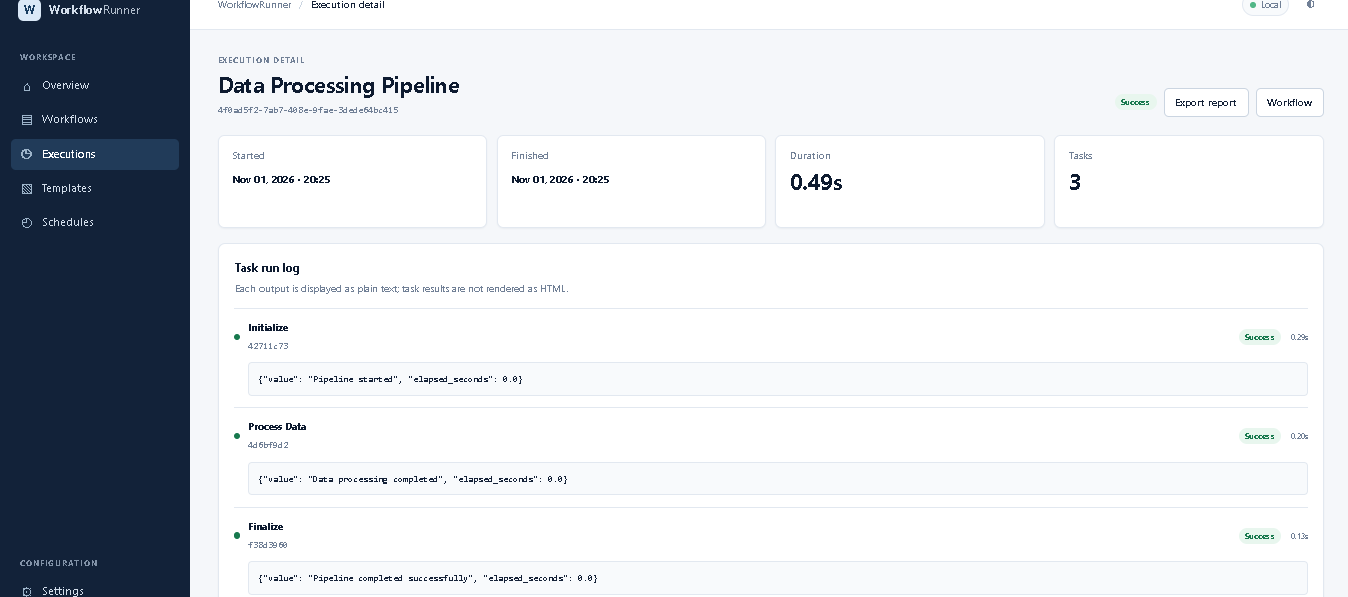 W WorkflowRunner
WORKSPACE
Overview
Workflows
Executions
Templates
Schedules
CONFIGURATION
Settings
WorkflowRunner / Execution detail
Local
EXECUTION DETAIL
Data Processing Pipeline
4f0ad5f2-7ab7-408e-9fae-3dede64bc415
Success
Export report
Workflow
Started
Nov 01, 2026 · 20:25
Finished
Nov 01, 2026 · 20:25
Duration
0.49s
Tasks
3
Task run log
Each output is displayed as plain text; task results are not rendered as HTML.
Initialize
42711c73
Success 0.29s
{"value": "Pipeline started", "elapsed_seconds": 0.0}
Process Data
4d6bf9d2
Success 0.20s
{"value": "Data processing completed", "elapsed_seconds": 0.0}
Finalize
f38d3960
Success 0.13s
{"value": "Pipeline completed successfully", "elapsed_seconds": 0.0}